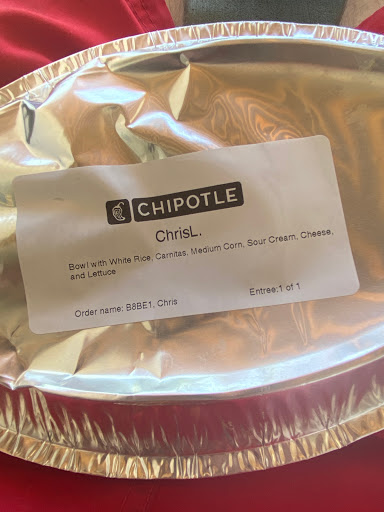 CHIPOTLE
ChrisL.
Bowl with White Rice, Carnitas, Medium Corn, Sour Cream, Cheese,
and Lettuce
Order name: B8BE1, Chris
Entree:1 of 1